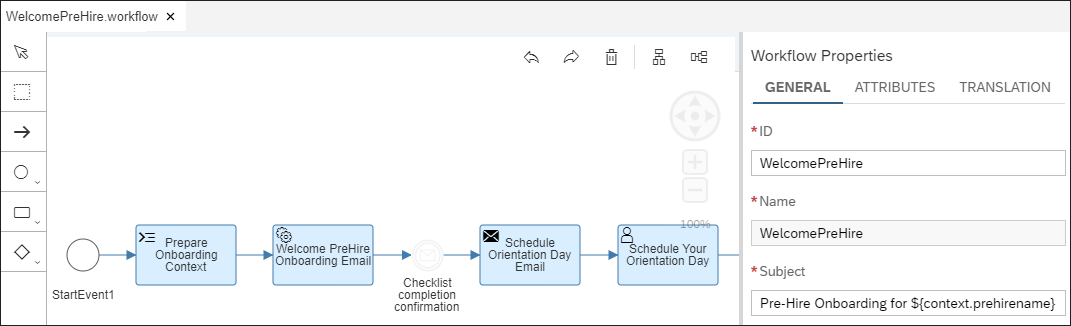 WelcomePreHire.workflow ×
Workflow Properties
GENERAL ATTRIBUTES TRANSLATION
*ID
WelcomePreHire
*Name
WelcomePreHire
*Subject
Pre-Hire Onboarding for ${context.prehirename}
100%
StartEvent1
Prepare
Onboarding
Context
Welcome PreHire
Onboarding Email
Checklist
completion
confirmation
Schedule
Orientation Day
Email
Schedule Your
Orientation Day